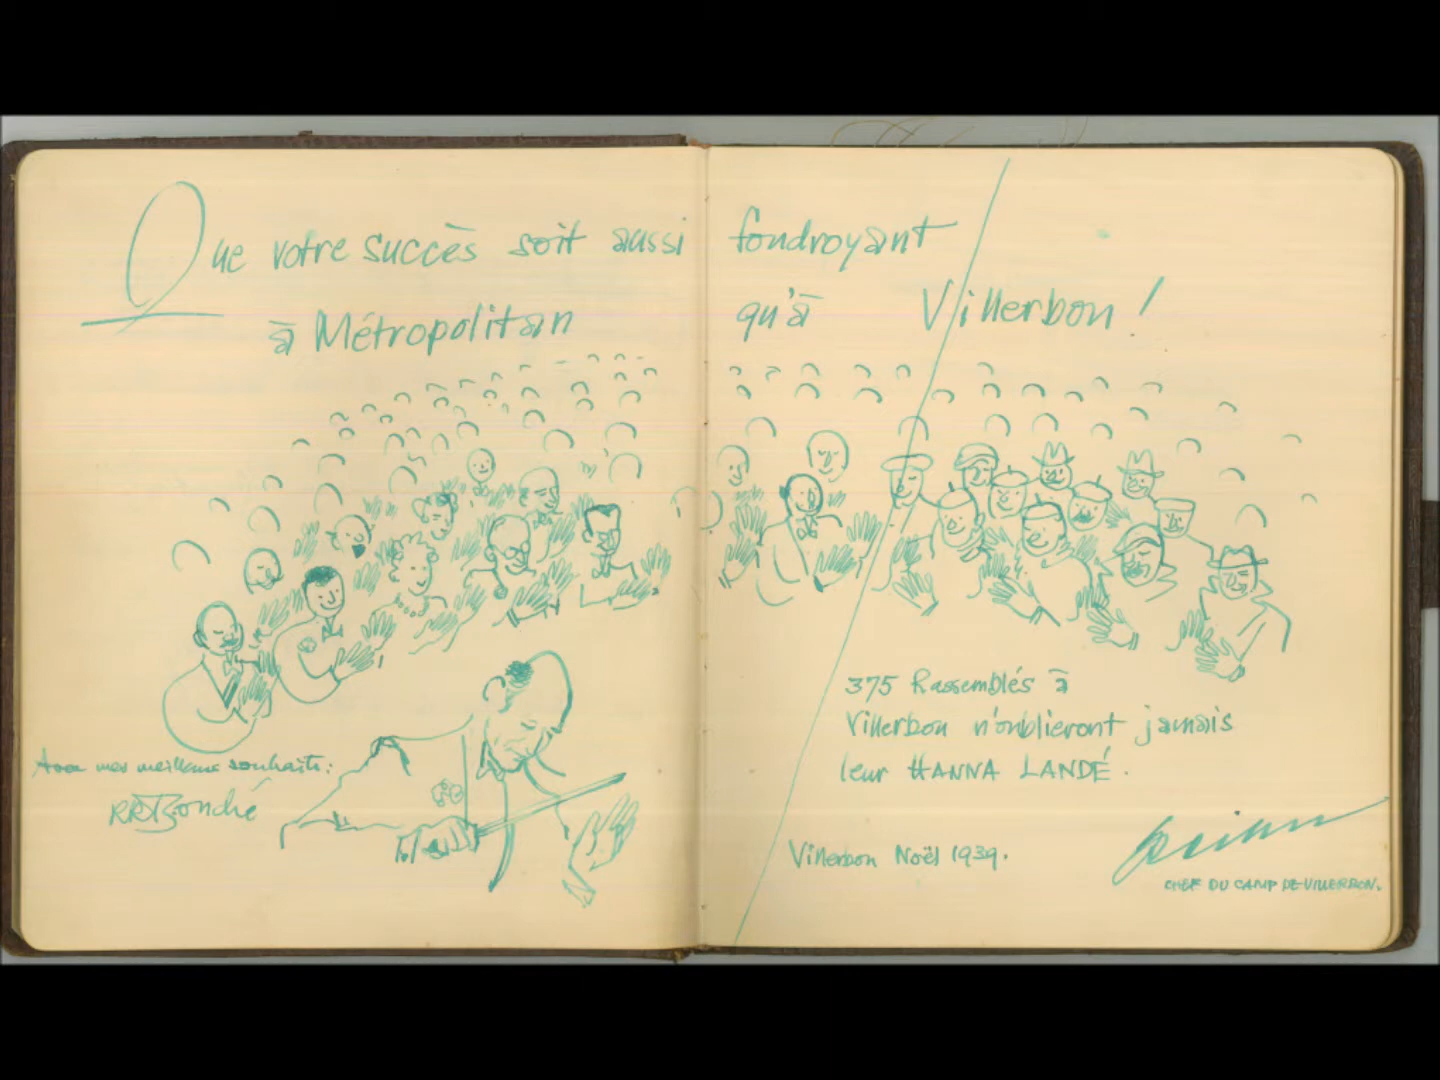 Que votre succès soit aussi foudroyant
à Métropolitan qu'à Villerbon!
Avec mes meilleurs souhaits:
375 Rassemblés à
Villerbon n'oublieront jamais
leur HANNA LANDÉ.
Villerbon Noël 1939.
CHEF DU CAMP DE VILLERBON.